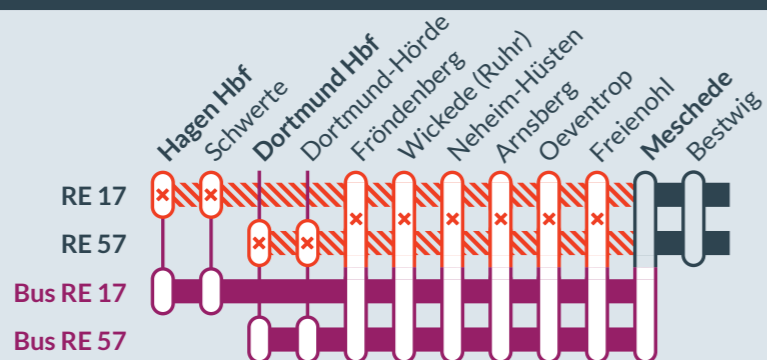 Hagen Hbf
Schwerte
Dortmund Hbf
Dortmund-Hörde
Fröndenberg
Wickede (Ruhr)
Neheim-Hüsten
Arnsberg
Oeventrop
Freienohl
Meschede
Bestwig
RE 17
RE 57
Bus RE 17
Bus RE 57